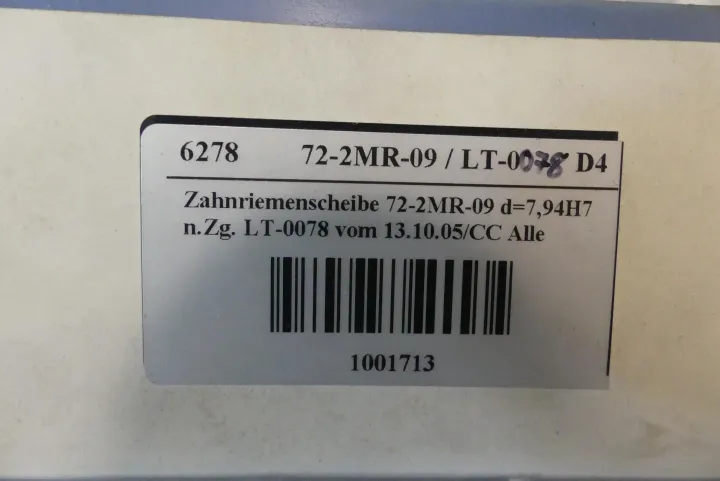 6278 72-2MR-09 / LT-0078 D4
Zahnriemenscheibe 72-2MR-09 d=7,94H7
n.Zg. LT-0078 vom 13.10.05/CC Alle
1001713